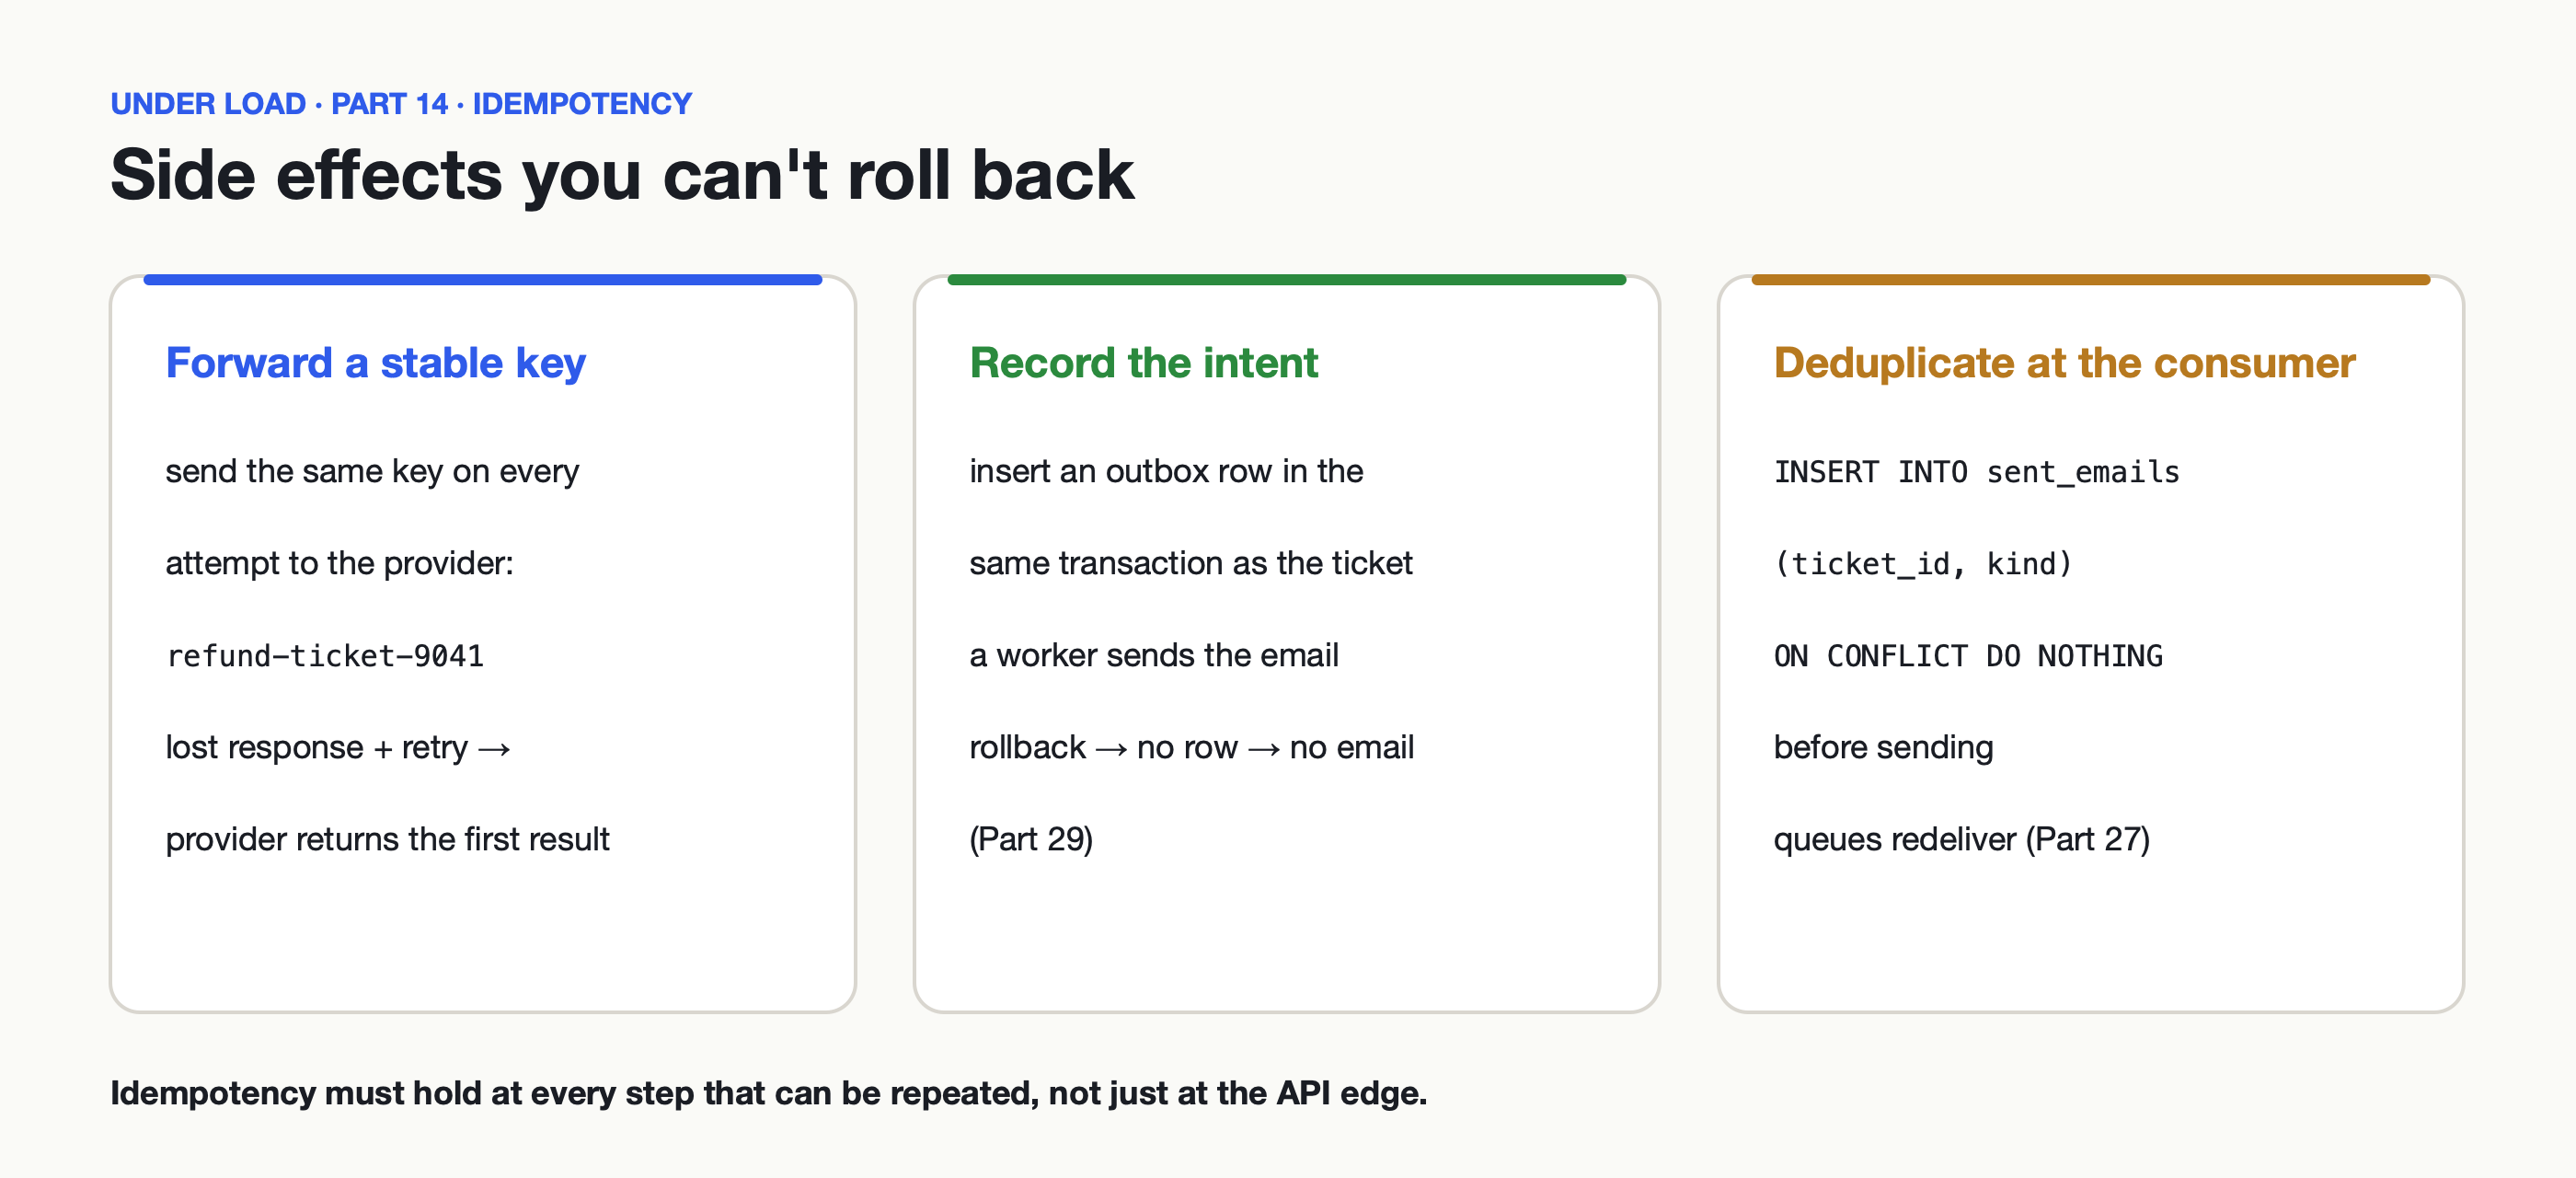 UNDER LOAD · PART 14 · IDEMPOTENCY
Side effects you can't roll back
Forward a stable key
send the same key on every
attempt to the provider:
refund-ticket-9041
lost response + retry →
provider returns the first result
Record the intent
insert an outbox row in the
same transaction as the ticket
a worker sends the email
rollback → no row → no email
(Part 29)
Deduplicate at the consumer
INSERT INTO sent_emails
(ticket_id, kind)
ON CONFLICT DO NOTHING
before sending
queues redeliver (Part 27)
Idempotency must hold at every step that can be repeated, not just at the API edge.